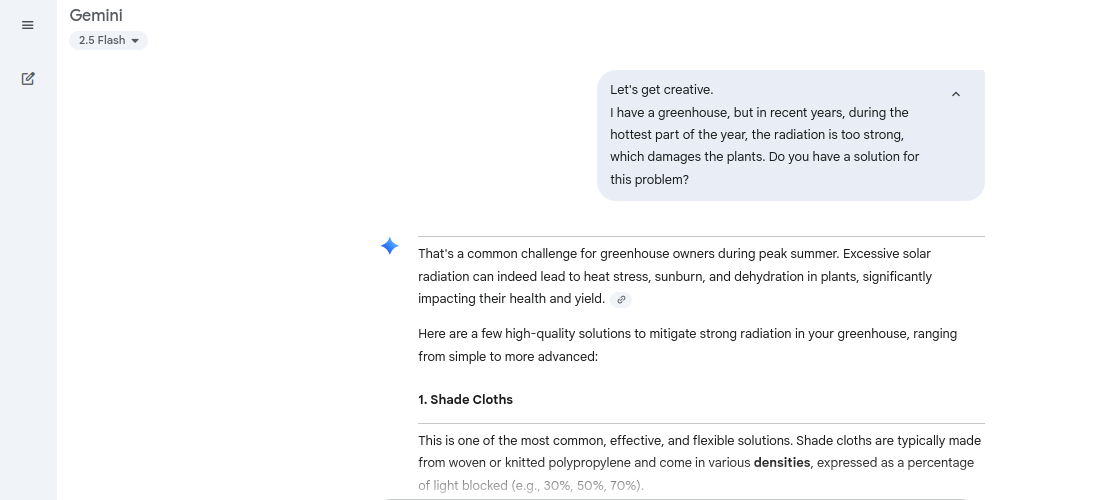 Gemini
2.5 Flash
Let's get creative.
I have a greenhouse, but in recent years, during the
hottest part of the year, the radiation is too strong,
which damages the plants. Do you have a solution for
this problem?
That's a common challenge for greenhouse owners during peak summer. Excessive solar
radiation can indeed lead to heat stress, sunburn, and dehydration in plants, significantly
impacting their health and yield.
Here are a few high-quality solutions to mitigate strong radiation in your greenhouse, ranging
from simple to more advanced:
1. Shade Cloths
This is one of the most common, effective, and flexible solutions. Shade cloths are typically made
from woven or knitted polypropylene and come in various densities, expressed as a percentage
of light blocked (e.g., 30%, 50%, 70%).